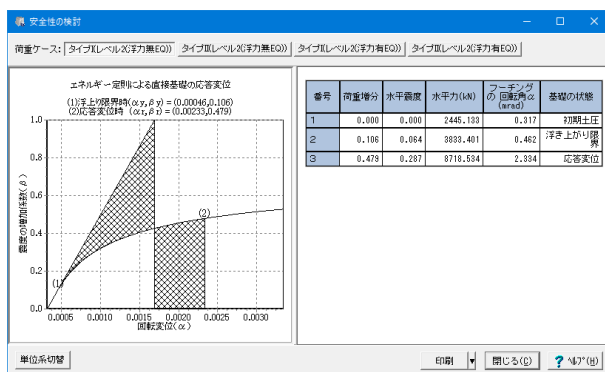 安全性の検討
荷重ケース: タイプI(レベル2(浮力無EQ)) タイプII(レベル2(浮力無EQ)) タイプI(レベル2(浮力有EQ)) タイプII(レベル2(浮力有EQ))
エネルギー定則による直接基礎の応答変位
(1)浮上り限界時(αy,βy) = (0.00046,0.106)
(2)応答変位時 (αr,βr) = (0.00233,0.479)
震度の増加係数(β)
1.0
0.8
0.6
0.4
0.2
0.0
(1)
(2)
0.0005 0.0010 0.0015 0.0020 0.0025 0.0030
回転変位(α)
番号 荷重増分 水平震度 水平力(kN) フーチングの回転角α(mrad) 基礎の状態
1 0.000 0.000 2445.133 0.317 初期土圧
2 0.106 0.064 3833.401 0.462 浮き上がり限界
3 0.479 0.287 8718.534 2.334 応答変位
単位系切替 印刷 閉じる(C) ? ヘルプ(H)